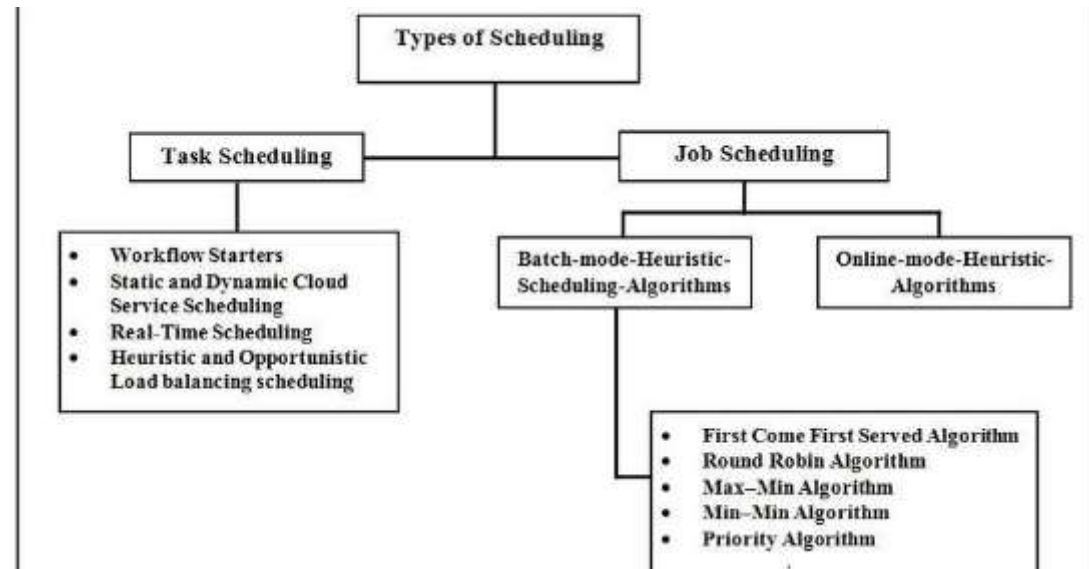 Types of Scheduling
Task Scheduling
Job Scheduling
• Workflow Starters
• Static and Dynamic Cloud
Service Scheduling
• Real-Time Scheduling
• Heuristic and Opportunistic
Load balancing scheduling
Batch-mode-Heuristic-
Scheduling-Algorithms
Online-mode-Heuristic-
Algorithms
• First Come First Served Algorithm
• Round Robin Algorithm
• Max–Min Algorithm
• Min–Min Algorithm
• Priority Algorithm